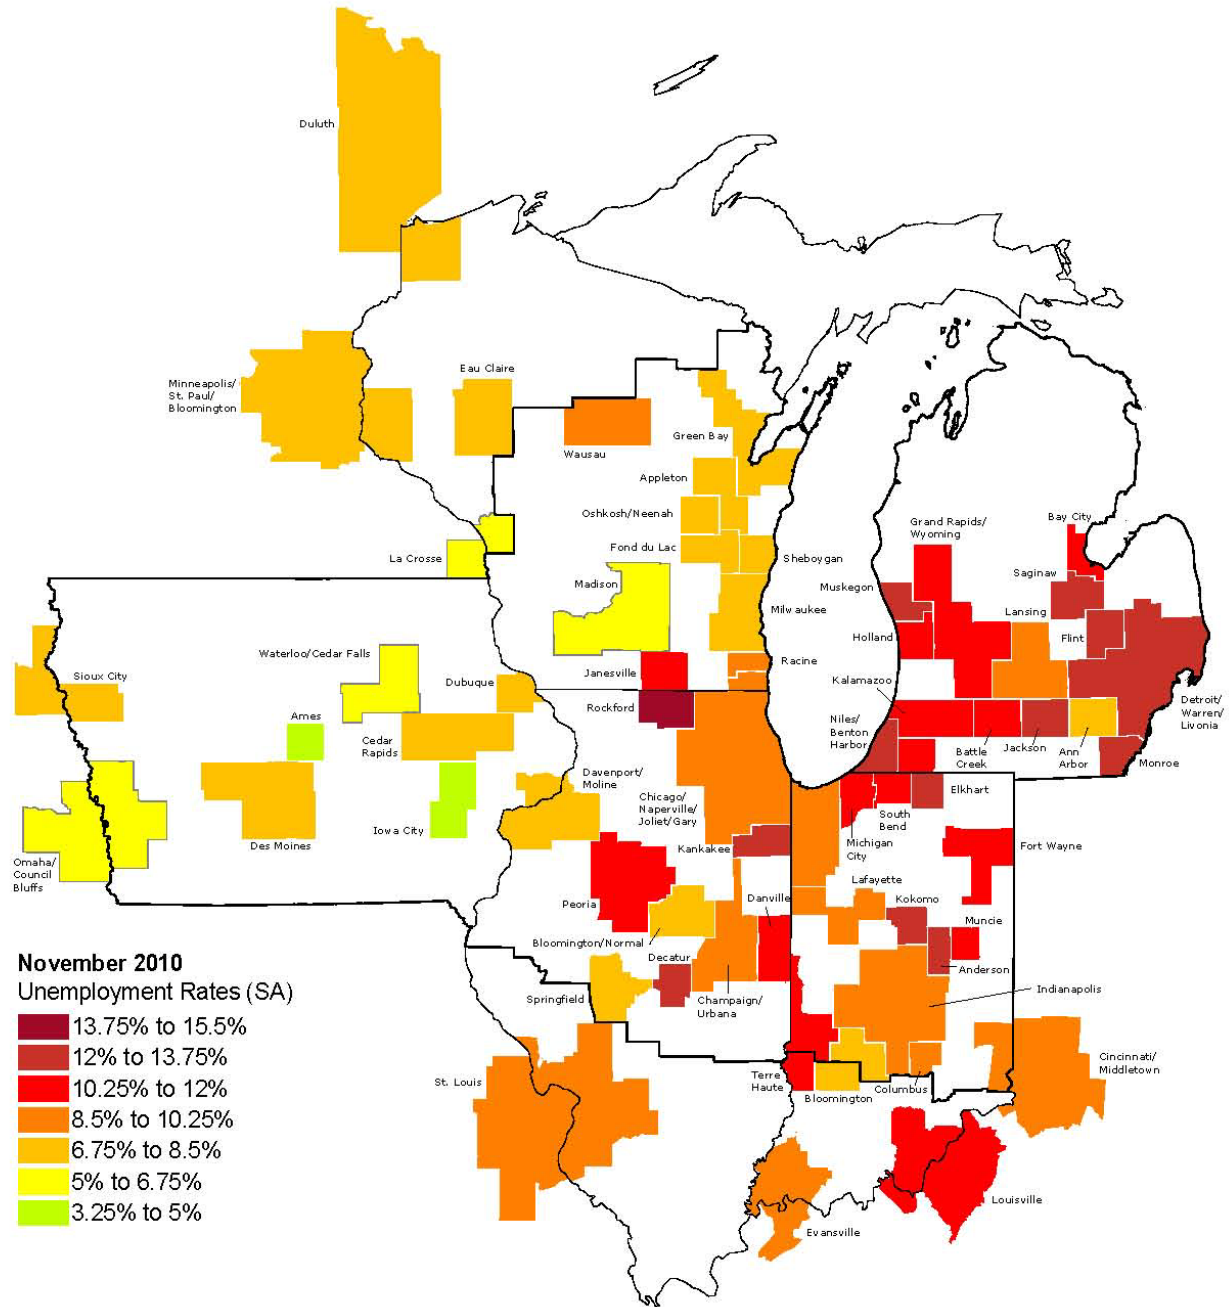 Duluth
Eau Claire
Minneapolis/
St. Paul/
Bloomington
Green Bay
Wausau
Appleton
Oshkosh/Neenah
Grand Rapids/
Wyoming
Bay City
La Crosse
Fond du Lac
Sheboygan
Saginaw
Madison
Muskegon
Milwaukee
Lansing
Flint
Holland
Waterloo/Cedar Falls
Racine
Janesville
Sioux City
Dubuque
Kalamazoo
Rockford
Detroit/
Warren/
Livonia
Ames
Niles/
Benton
Harbor
Cedar
Rapids
Battle
Creek
Jackson
Ann
Arbor
Monroe
Davenport/
Moline
Chicago/
Naperville/
Joliet/Gary
Elkhart
South
Bend
Iowa City
Des Moines
Michigan
City
Kankakee
Fort Wayne
Omaha/
Council
Bluffs
Lafayette
Kokomo
Danville
Peoria
Muncie
Bloomington/Normal
Decatur
Anderson
Springfield
Champaign/
Urbana
Indianapolis
November 2010
Unemployment Rates (SA)
13.75% to 15.5%
12% to 13.75%
10.25% to 12%
8.5% to 10.25%
6.75% to 8.5%
5% to 6.75%
3.25% to 5%
St. Louis
Terre
Haute
Bloomington
Columbus
Cincinnati/
Middletown
Louisville
Evansville